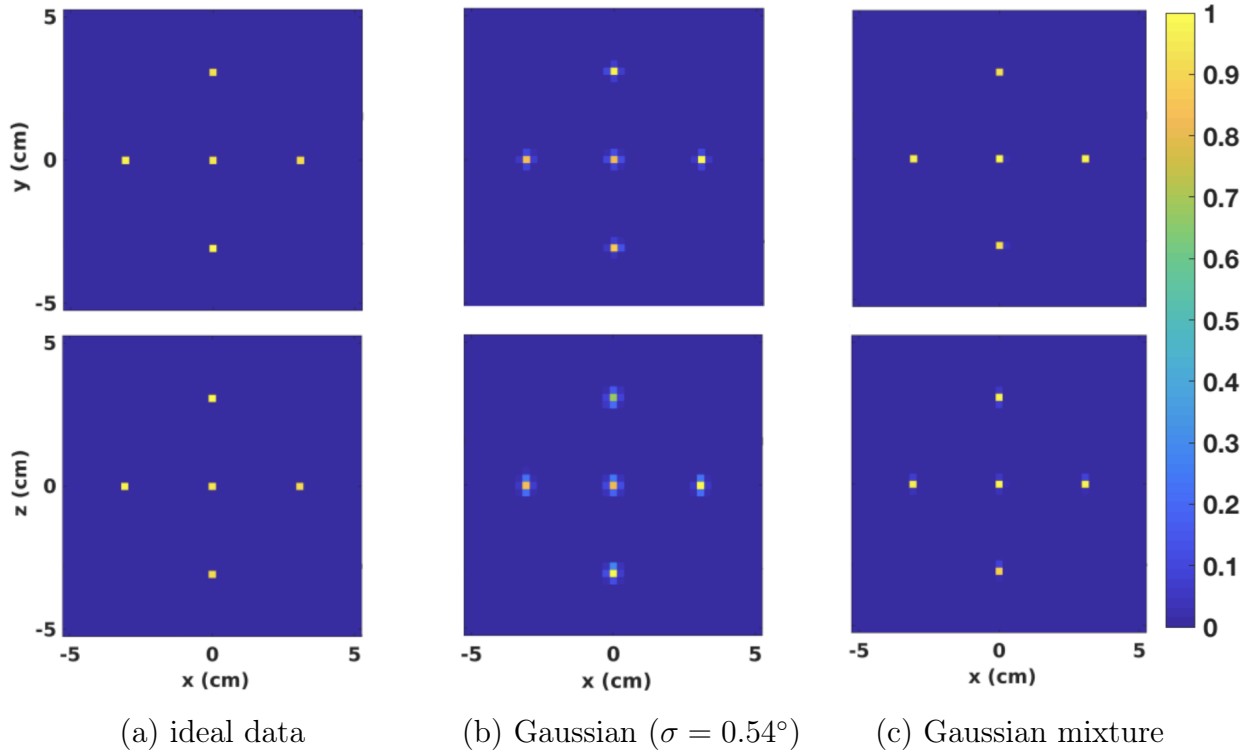 5
0
-5
y (cm)
5
0
-5
z (cm)
-5 0 5
x (cm)
-5 0 5
x (cm)
-5 0 5
x (cm)
1
0.9
0.8
0.7
0.6
0.5
0.4
0.3
0.2
0.1
0
(a) ideal data
(b) Gaussian (σ = 0.54°)
(c) Gaussian mixture